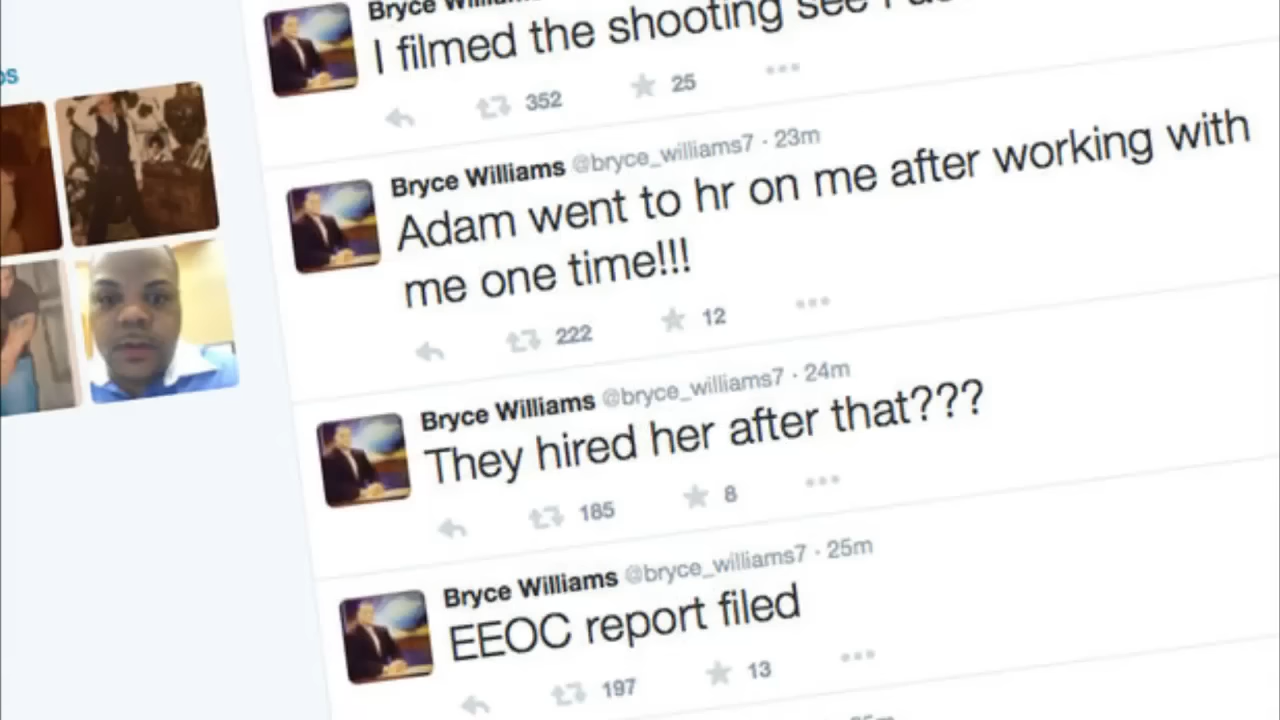 Bryce Williams
I filmed the shooting see
352 25
Bryce Williams @bryce_williams7 · 23m
Adam went to hr on me after working with
me one time!!!
222 12
Bryce Williams @bryce_williams7 · 24m
They hired her after that???
185 8
Bryce Williams @bryce_williams7 · 25m
EEOC report filed
197 13